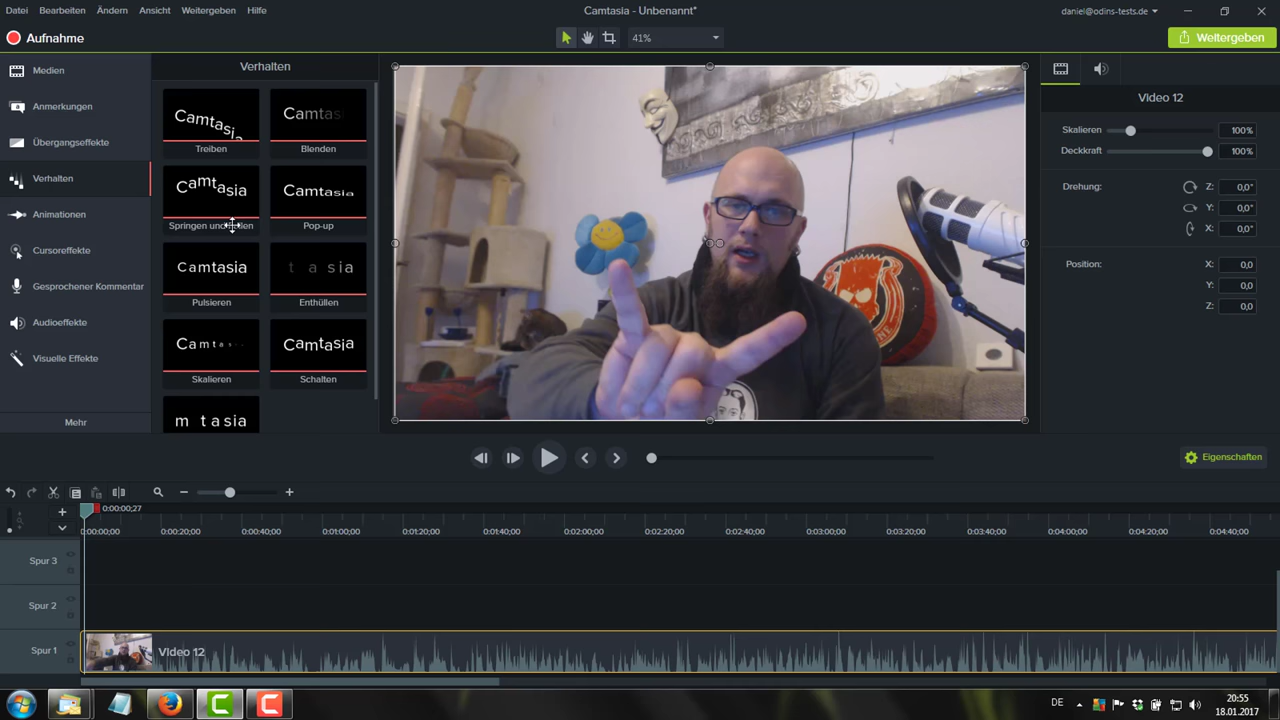 Datei Bearbeiten Ändern Ansicht Weitergeben Hilfe
Camtasia - Unbenannt*
daniel@odins-tests.de
Aufnahme
41%
Weitergeben
Medien
Anmerkungen
Übergangseffekte
Verhalten
Animationen
Cursoreffekte
Gesprochener Kommentar
Audioeffekte
Visuelle Effekte
Mehr
Verhalten
Camtasia Camtas
Treiben Blenden
Camtasia Camtasia
Springen und Pop-up
Camtasia t a sia
Pulsieren Enthüllen
Camtas Camtasia
Skalieren Schalten
m t asia
Video 12
Skalieren 100%
Deckkraft 100%
Drehung: Z: 0,0°
Y: 0,0°
X: 0,0°
Position: X: 0,0
Y: 0,0
Z: 0,0
Eigenschaften
0:00:00;27
0:00:00;00 0:00:20;00 0:00:40;00 0:01:00;00 0:01:20;00 0:01:40;00 0:02:00;00 0:02:20;00 0:02:40;00 0:03:00;00 0:03:20;00 0:03:40;00 0:04:00;00 0:04:20;00 0:04:40;00
Spur 3
Spur 2
Spur 1
Video 12
DE
20:55
18.01.2017